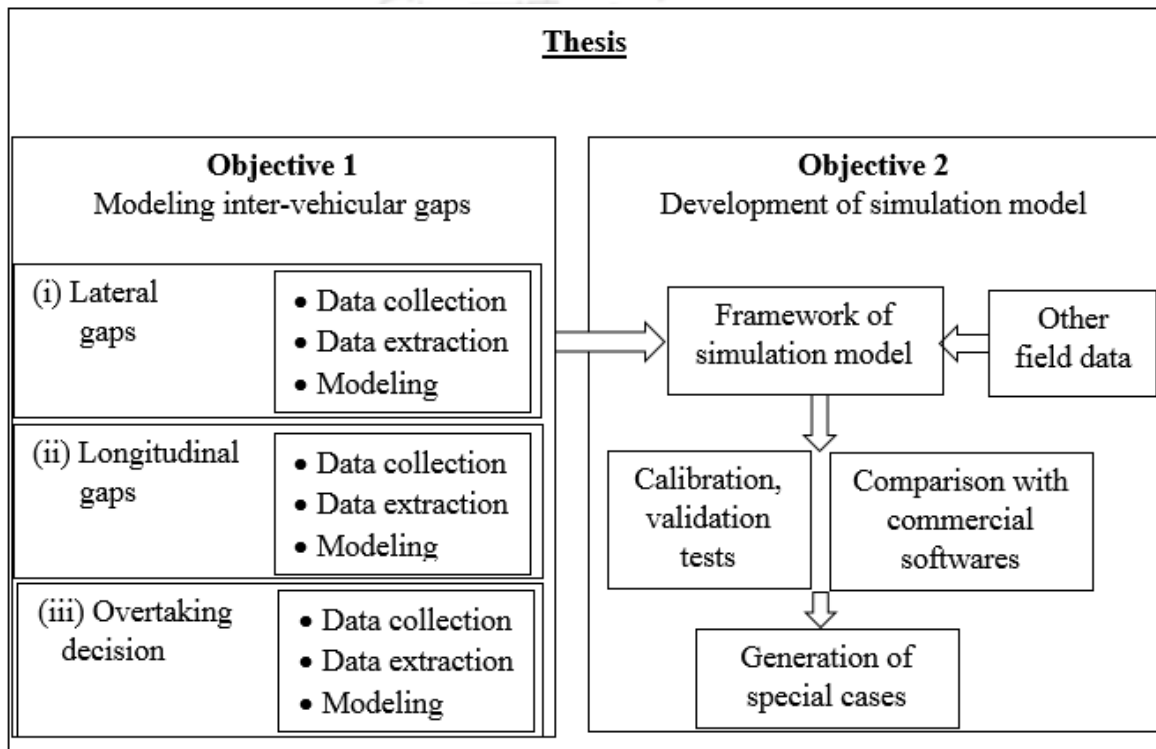 Thesis
Objective 1
Modeling inter-vehicular gaps
(i) Lateral
gaps
• Data collection
• Data extraction
• Modeling
(ii) Longitudinal
gaps
• Data collection
• Data extraction
• Modeling
(iii) Overtaking
decision
• Data collection
• Data extraction
• Modeling
Objective 2
Development of simulation model
Framework of
simulation model
Other
field data
Calibration,
validation
tests
Comparison with
commercial
softwares
Generation of
special cases